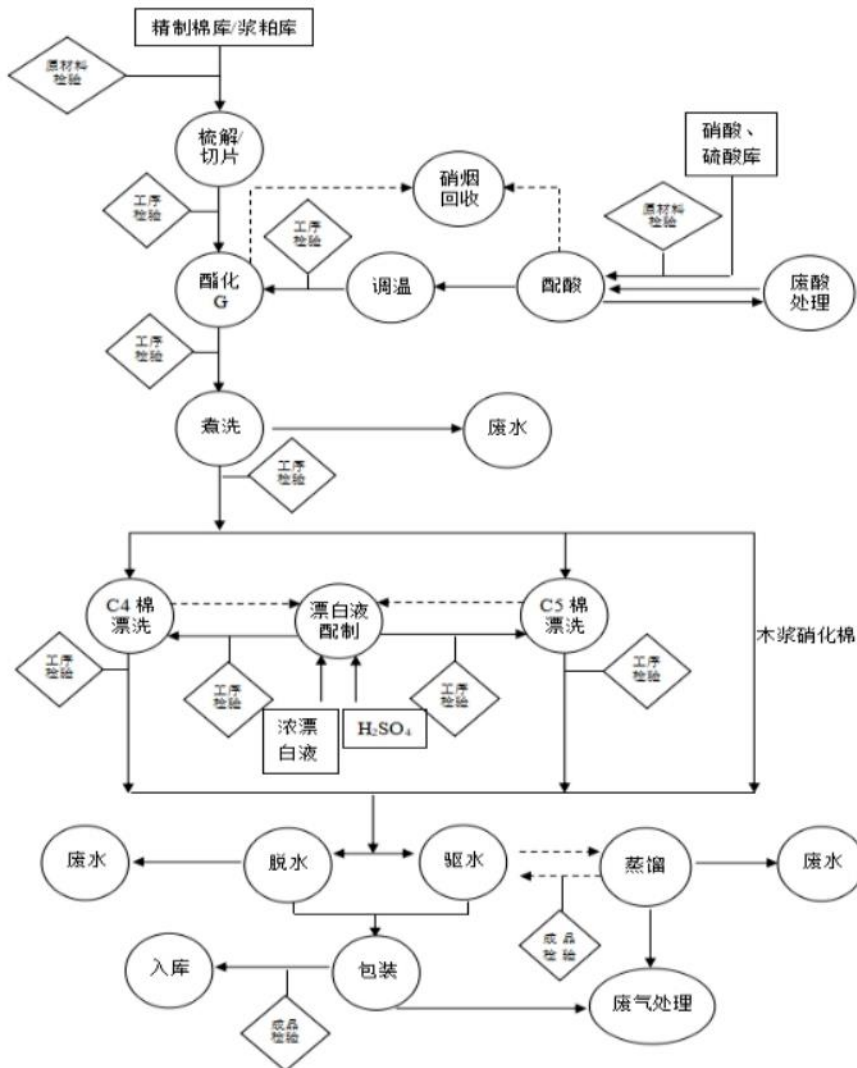 精制棉库/浆粕库
原材料
检验
梳解/
切片
硝酸、
硫酸库
硝烟
回收
工序
检验
工序
检验
原材料
检验
酯化
G
调温
配酸
废酸
处理
工序
检验
煮洗
废水
工序
检验
C4 棉
漂洗
漂白液
配制
C5 棉
漂洗
木浆硝化棉
工序
检验
工序
检验
工序
检验
工序
检验
浓漂
白液
H₂SO₄
废水
脱水
驱水
蒸馏
废水
成品
检验
入库
包装
废气处理
成品
检验